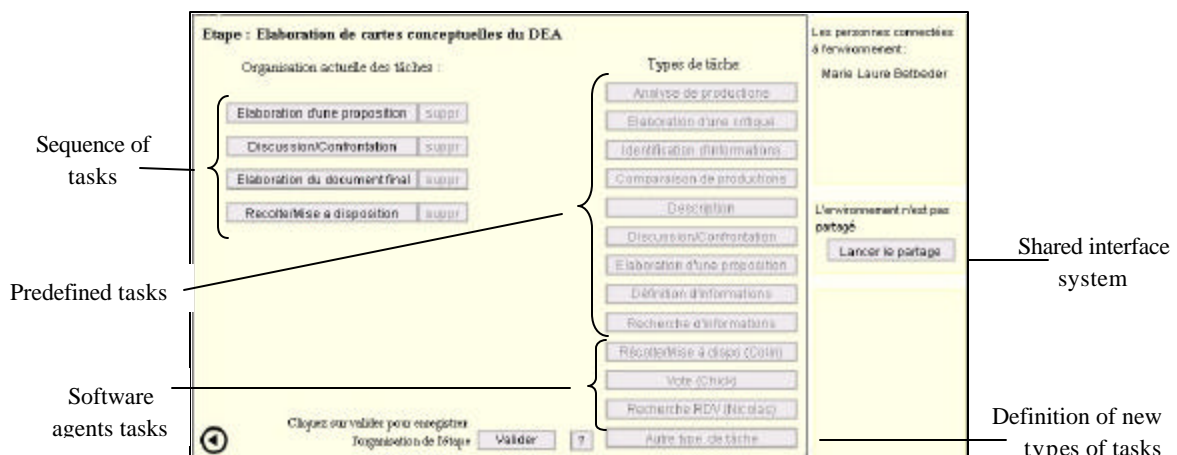 Etape : Elaboration de cartes conceptuelles du DEA
Organisation actuelle des tâches :
Elaboration d'une proposition suppr
Discussion/Confrontation suppr
Elaboration du document final suppr
Recolte/Mise a disposition suppr
Cliquez sur valider pour enregistrer
l'organisation de l'étape Valider ?
Types de tâche
Analyse de productions
Elaboration d'une critique
Identification d'informations
Comparaison de productions
Description
Discussion/Confrontation
Elaboration d'une proposition
Définition d'informations
Recherche d'informations
Récolte/Mise à dispo (Colin)
Vote (Chick)
Recherche RDV (Nicolas)
Autre type de tâche
Les personnes connectées
à l'environnement :
Marie Laure Betbeder
L'environnement n'est pas
partagé
Lancer le partage
Sequence of
tasks
Predefined tasks
Software
agents tasks
Shared interface
system
Definition of new
types of tasks